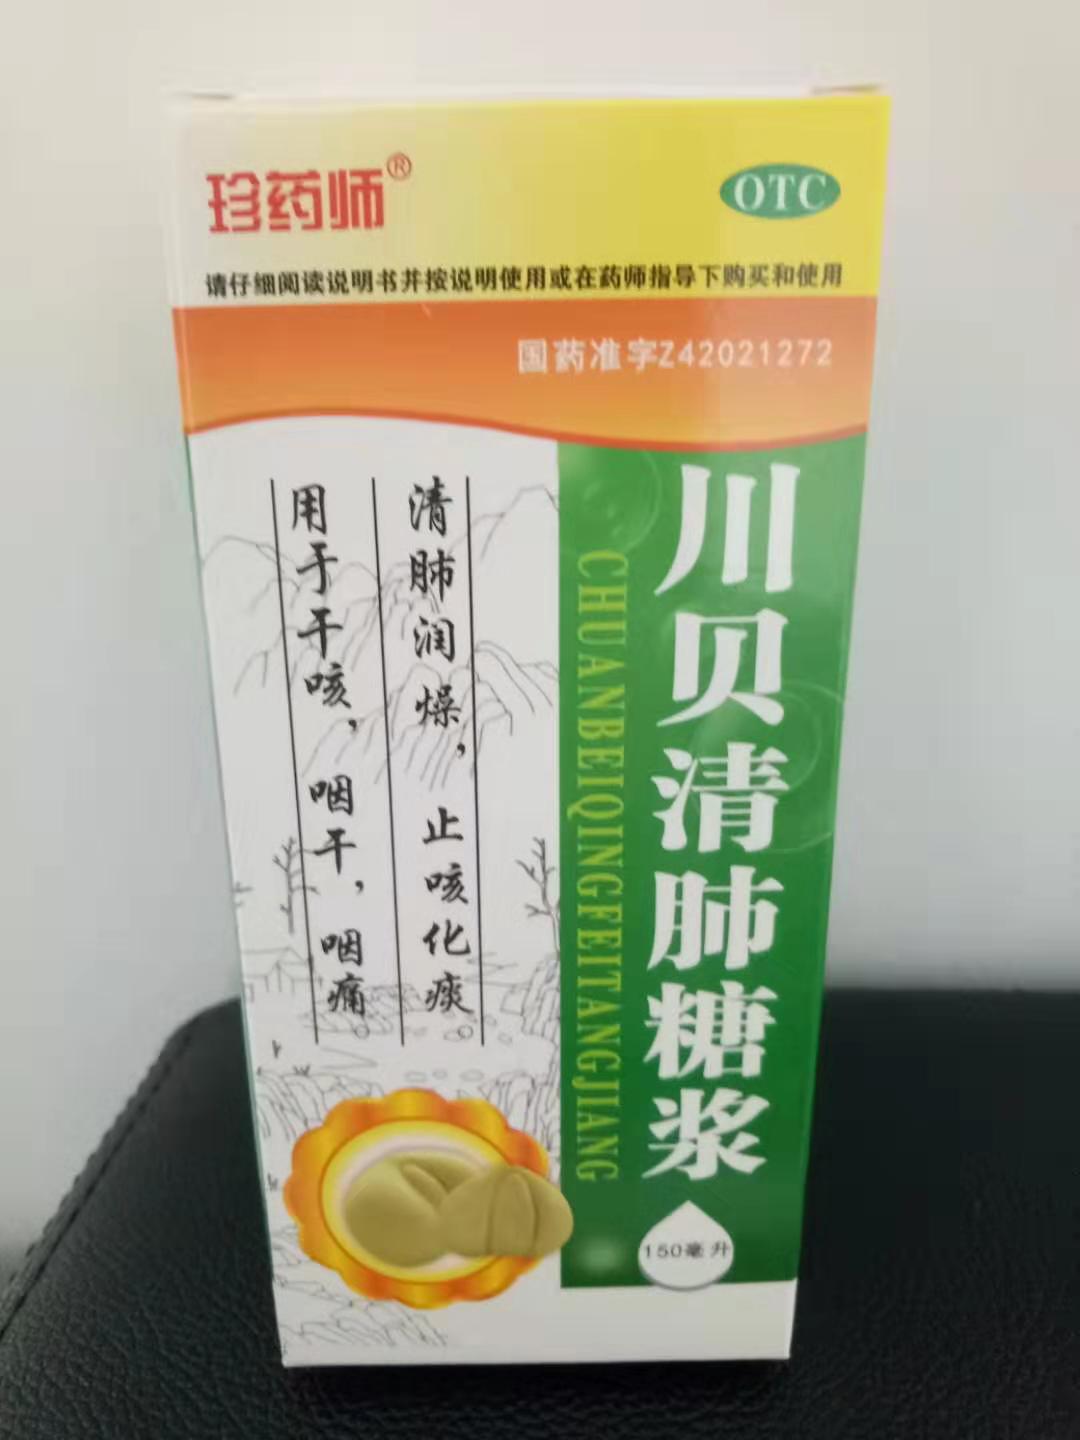 珍药师®
OTC
请仔细阅读说明书并按说明使用或在药师指导下购买和使用
国药准字Z42021272
川贝清肺糖浆
CHUANBEIQINGFEITANGJIANG
清肺润燥，止咳化痰。
用于干咳，咽干，咽痛。
150毫升